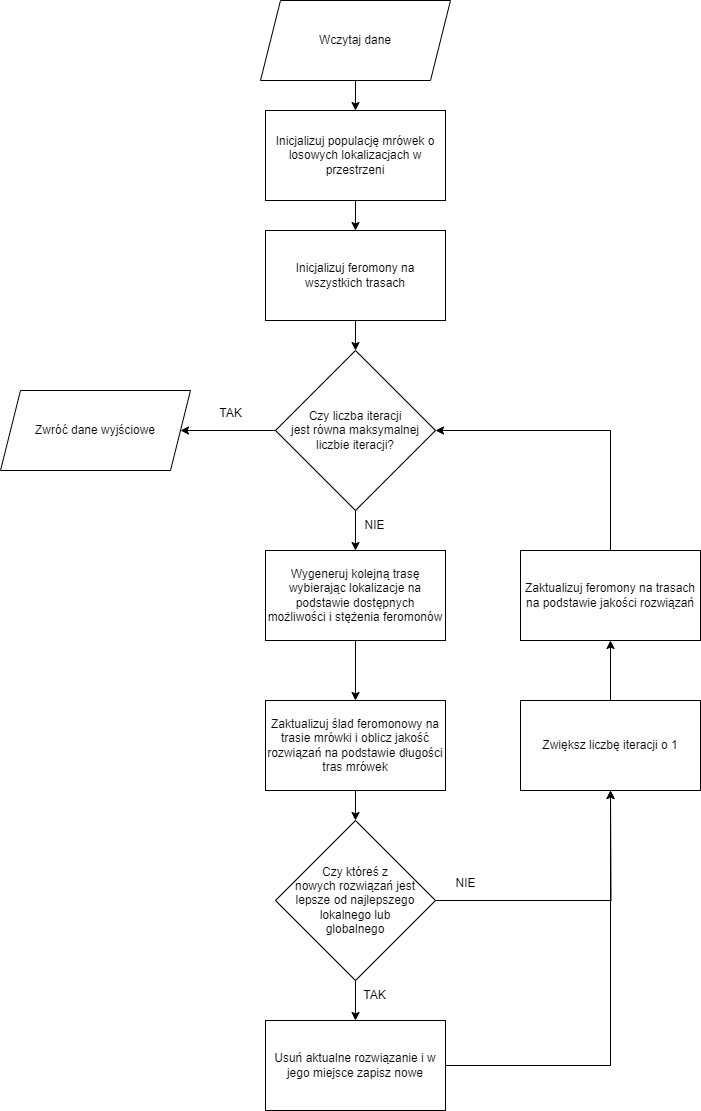 Wczytaj dane
Inicjalizuj populację mrówek o
losowych lokalizacjach w
przestrzeni
Inicjalizuj feromony na
wszystkich trasach
Czy liczba iteracji
jest równa maksymalnej
liczbie iteracji?
TAK
Zwróć dane wyjściowe
NIE
Wygeneruj kolejną trasę
wybierając lokalizacje na
podstawie dostępnych
możliwości i stężenia feromonów
Zaktualizuj feromony na trasach
na podstawie jakości rozwiązań
Zaktualizuj ślad feromonowy na
trasie mrówki i oblicz jakość
rozwiązań na podstawie długości
tras mrówek
Zwiększ liczbę iteracji o 1
Czy któreś z
nowych rozwiązań jest
lepsze od najlepszego
lokalnego lub
globalnego
NIE
TAK
Usuń aktualne rozwiązanie i w
jego miejsce zapisz nowe